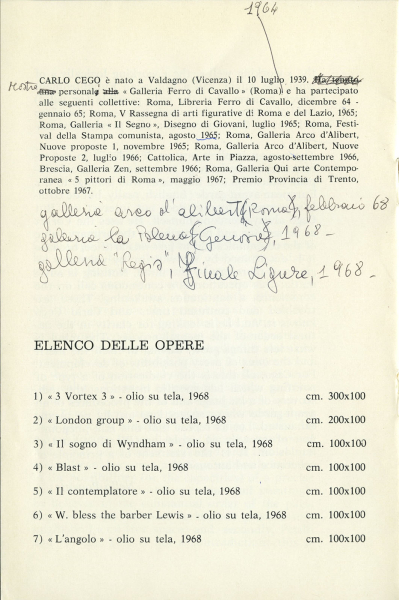 1964
CARLO CEGO è nato a Valdagno (Vicenza) il 10 luglio 1939.
Mostre personali « Galleria Ferro di Cavallo » (Roma) e ha partecipato
alle seguenti collettive: Roma, Libreria Ferro di Cavallo, dicembre 64 -
gennaio 65; Roma, V Rassegna di arti figurative di Roma e del Lazio, 1965;
Roma, Galleria « Il Segno », Disegno di Giovani, luglio 1965; Roma, Festi-
val della Stampa comunista, agosto 1965; Roma, Galleria Arco d'Alibert,
Nuove proposte 1, novembre 1965; Roma, Galleria Arco d'Alibert, Nuove
Proposte 2, luglio 1966; Cattolica, Arte in Piazza, agosto-settembre 1966,
Brescia, Galleria Zen, settembre 1966; Roma, Galleria Qui arte Contempo-
ranea « 5 pittori di Roma », maggio 1967; Premio Provincia di Trento,
ottobre 1967.
galleria arco d'alibert (Roma), febbraio 68
galleria la Polena (Genova), 1968 -
galleria "Regis", Finale Ligure, 1968 -
ELENCO DELLE OPERE
1) « 3 Vortex 3 » - olio su tela, 1968 cm. 300x100
2) « London group » - olio su tela, 1968 cm. 200x100
3) « Il sogno di Wyndham » - olio su tela, 1968 cm. 100x100
4) « Blast » - olio su tela, 1968 cm. 100x100
5) « Il contemplatore » - olio su tela, 1968 cm. 100x100
6) « W. bless the barber Lewis » - olio su tela, 1968 cm. 100x100
7) « L'angolo » - olio su tela, 1968 cm. 100x100